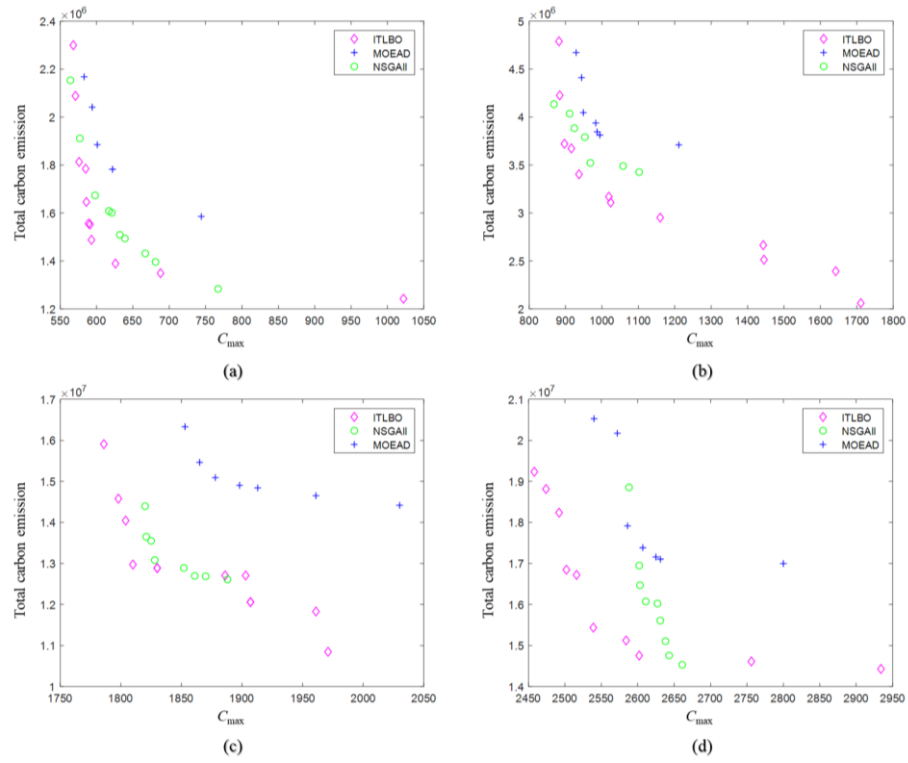 ×10⁶
2.4
2.2
2
1.8
1.6
1.4
1.2
Total carbon emission
550 600 650 700 750 800 850 900 950 1000 1050
C_max
ITLBO
MOEAD
NSGAII
(a)
×10⁶
5
4.5
4
3.5
3
2.5
2
Total carbon emission
800 900 1000 1100 1200 1300 1400 1500 1600 1700 1800
C_max
ITLBO
MOEAD
NSGAII
(b)
×10⁷
1.7
1.6
1.5
1.4
1.3
1.2
1.1
1
Total carbon emission
1750 1800 1850 1900 1950 2000 2050
C_max
ITLBO
NSGAII
MOEAD
(c)
×10⁷
2.1
2
1.9
1.8
1.7
1.6
1.5
1.4
Total carbon emission
2450 2500 2550 2600 2650 2700 2750 2800 2850 2900 2950
C_max
ITLBO
NSGAII
MOEAD
(d)